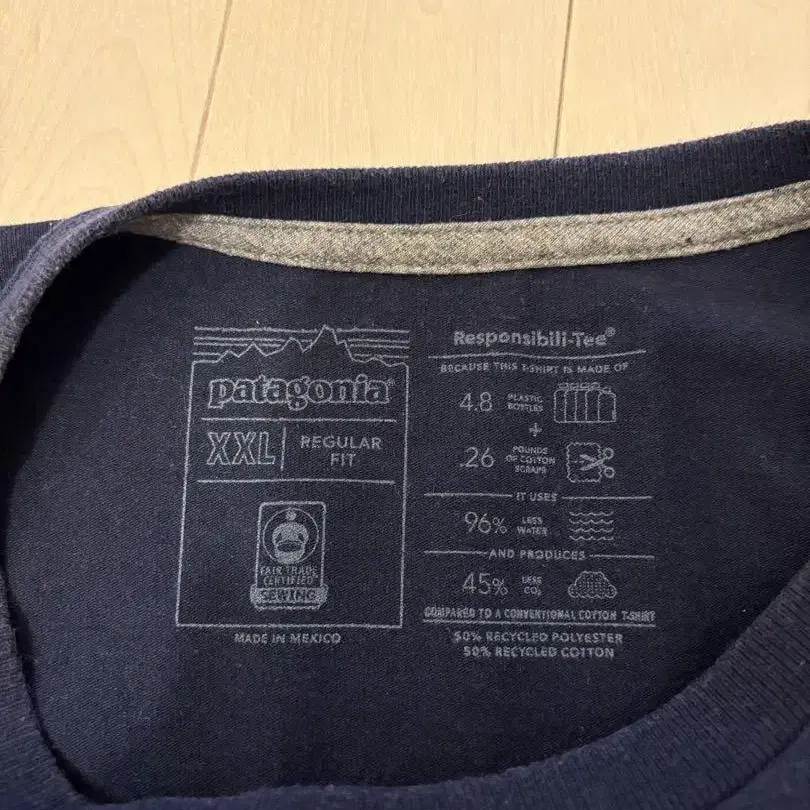 patagonia®
XXL
REGULAR
FIT
FAIR TRADE
CERTIFIED™
SEWING
MADE IN MEXICO
Responsibili-Tee®
BECAUSE THIS T-SHIRT IS MADE OF
4.8 PLASTIC
BOTTLES
+
.26 POUNDS
OF COTTON
SCRAPS
IT USES
96% LESS
WATER
AND PRODUCES
45% LESS
CO₂
COMPARED TO A CONVENTIONAL COTTON T-SHIRT
50% RECYCLED POLYESTER
50% RECYCLED COTTON